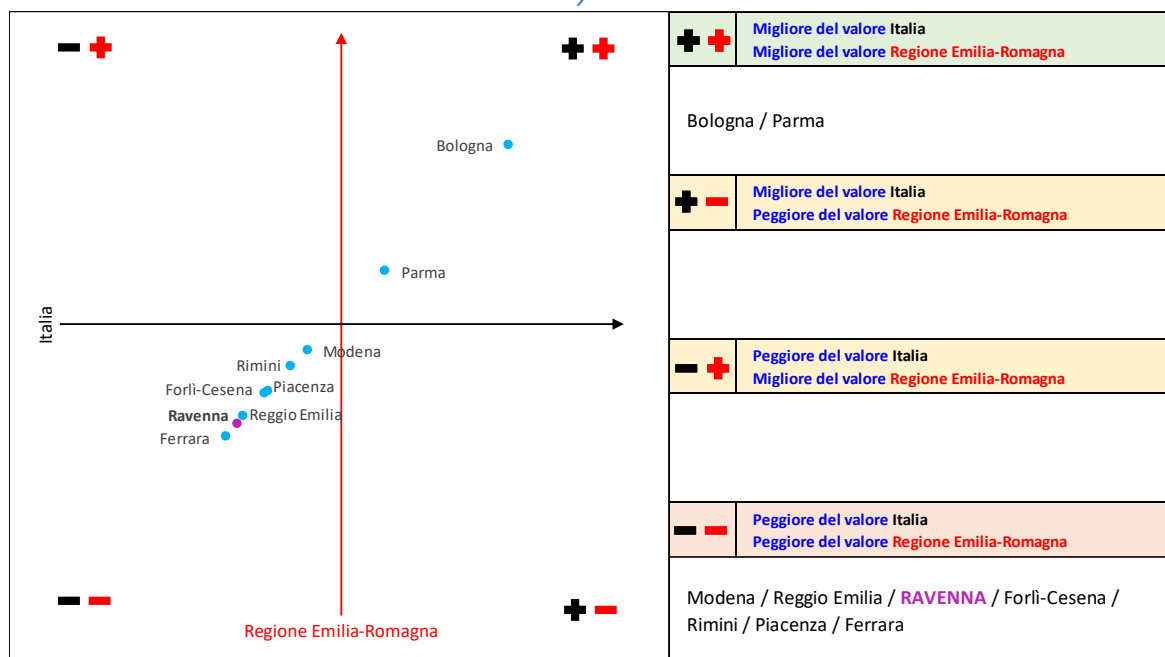 Bologna
Parma
Italia
Modena
Rimini
Forlì-Cesena
Piacenza
Ravenna
Reggio Emilia
Ferrara
Regione Emilia-Romagna
Migliore del valore Italia
Migliore del valore Regione Emilia-Romagna
Bologna / Parma
Migliore del valore Italia
Peggiore del valore Regione Emilia-Romagna
Peggiore del valore Italia
Migliore del valore Regione Emilia-Romagna
Peggiore del valore Italia
Peggiore del valore Regione Emilia-Romagna
Modena / Reggio Emilia / RAVENNA / Forlì-Cesena /
Rimini / Piacenza / Ferrara